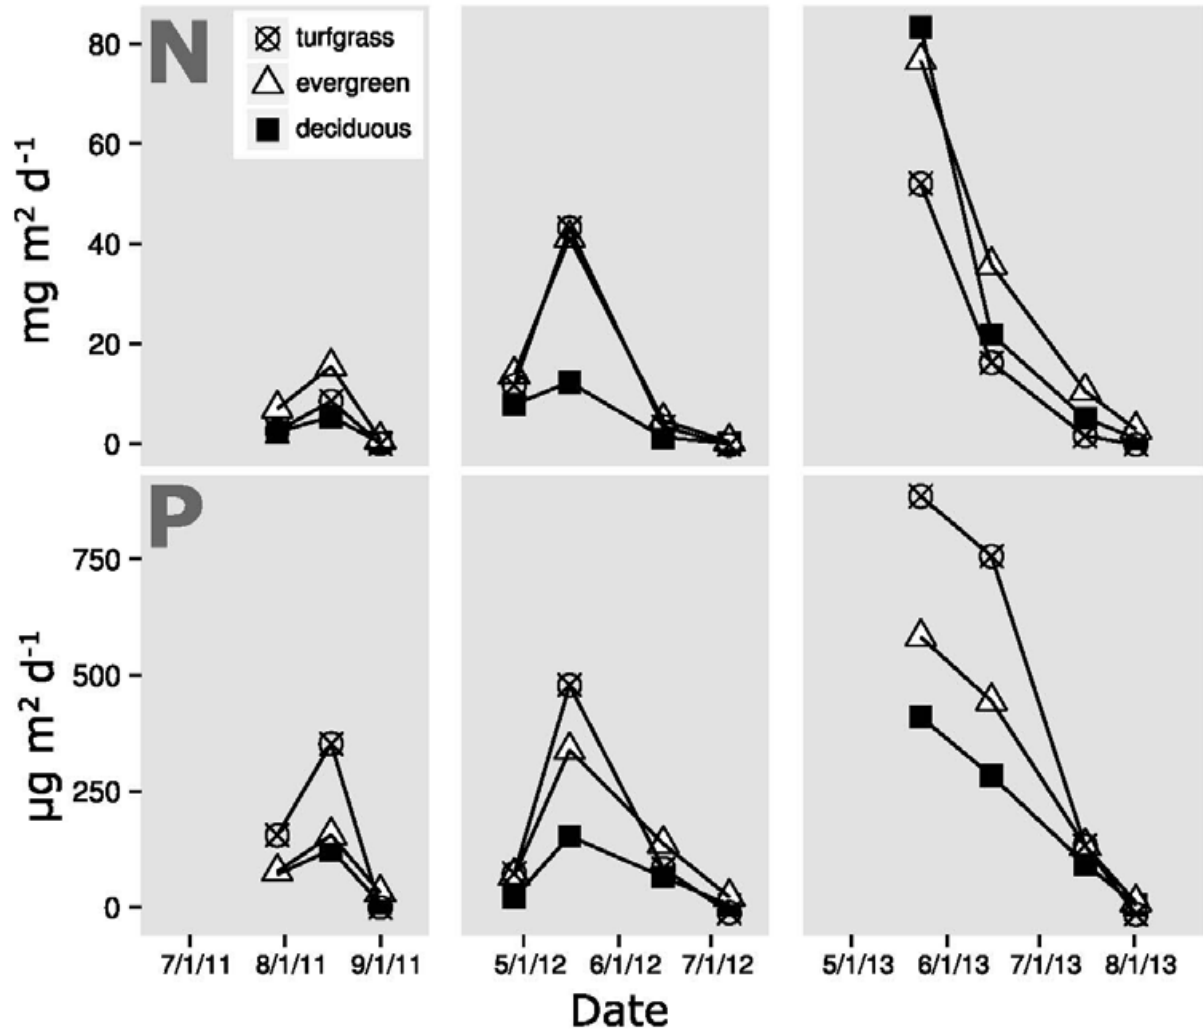 N
turfgrass
evergreen
deciduous
80
60
40
20
0
mg m² d⁻¹
P
750
500
250
0
µg m² d⁻¹
7/1/11 8/1/11 9/1/11 5/1/12 6/1/12 7/1/12 5/1/13 6/1/13 7/1/13 8/1/13
Date